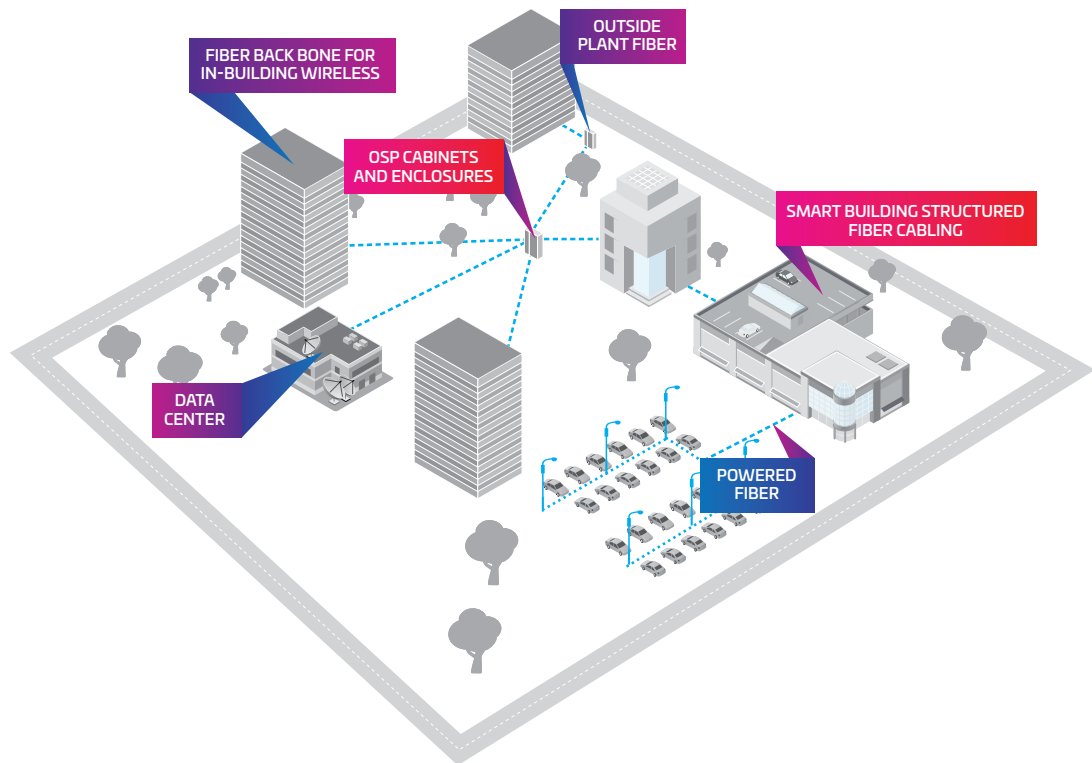 OUTSIDE
PLANT FIBER
FIBER BACK BONE FOR
IN-BUILDING WIRELESS
OSP CABINETS
AND ENCLOSURES
SMART BUILDING STRUCTURED
FIBER CABLING
DATA
CENTER
POWERED
FIBER